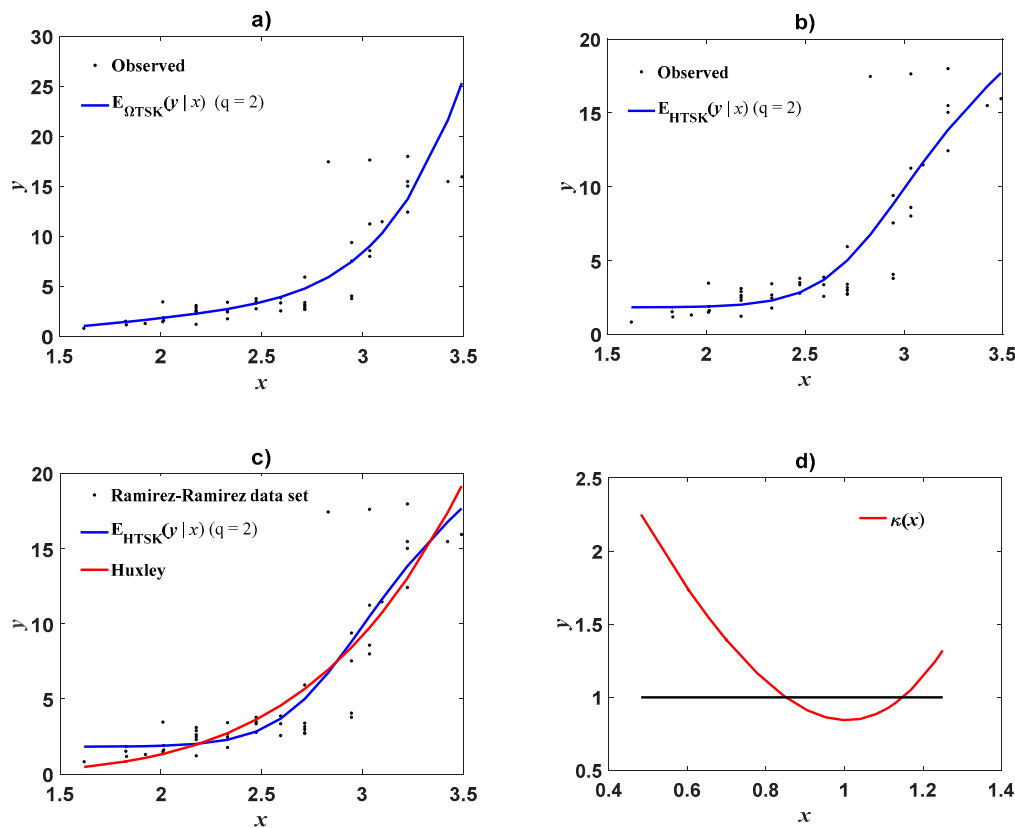 a)
30
25
20
15
10
5
0
y
Observed
E_ΩTSK(y | x) (q = 2)
1.5 2 2.5 3 3.5
x
b)
20
15
10
5
0
y
Observed
E_HTSK(y | x) (q = 2)
1.5 2 2.5 3 3.5
x
c)
20
15
10
5
0
y
Ramirez-Ramirez data set
E_HTSK(y | x) (q = 2)
Huxley
1.5 2 2.5 3 3.5
x
d)
2.5
2
1.5
1
0.5
y
κ(x)
0.4 0.6 0.8 1 1.2 1.4
x